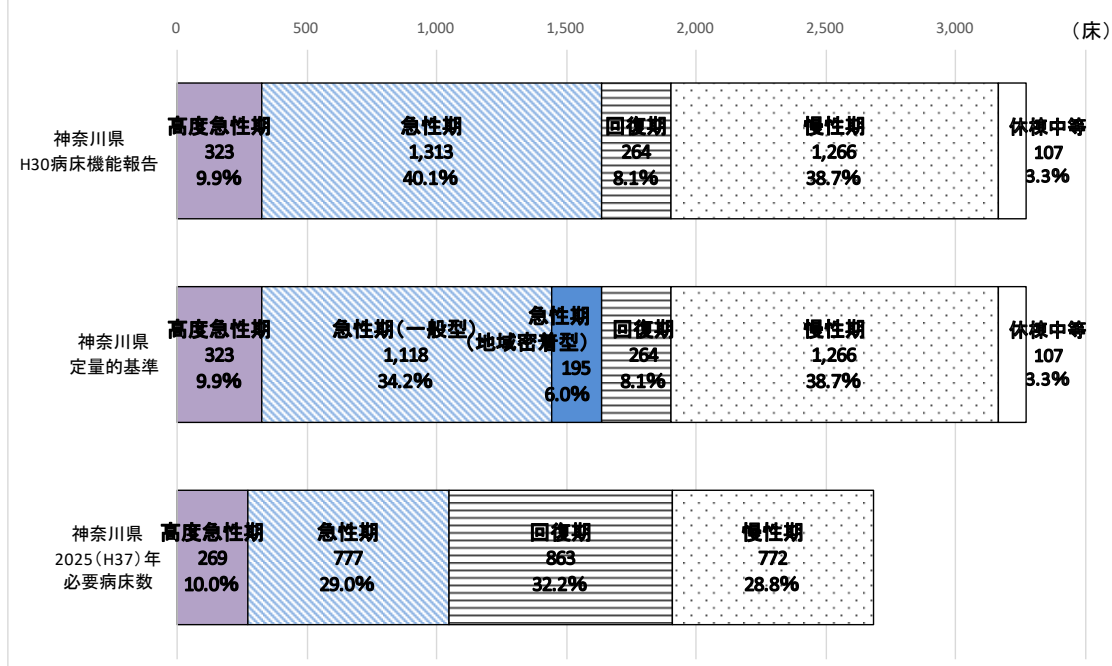 0 500 1,000 1,500 2,000 2,500 3,000
（床）
神奈川県
H30病床機能報告
高度急性期
323
9.9%
急性期
1,313
40.1%
回復期
264
8.1%
慢性期
1,266
38.7%
休棟中等
107
3.3%
神奈川県
定量的基準
高度急性期
323
9.9%
急性期（一般型）
1,118
34.2%
急性期
（地域密着型）
195
6.0%
回復期
264
8.1%
慢性期
1,266
38.7%
休棟中等
107
3.3%
神奈川県
2025（H37）年
必要病床数
高度急性期
269
10.0%
急性期
777
29.0%
回復期
863
32.2%
慢性期
772
28.8%